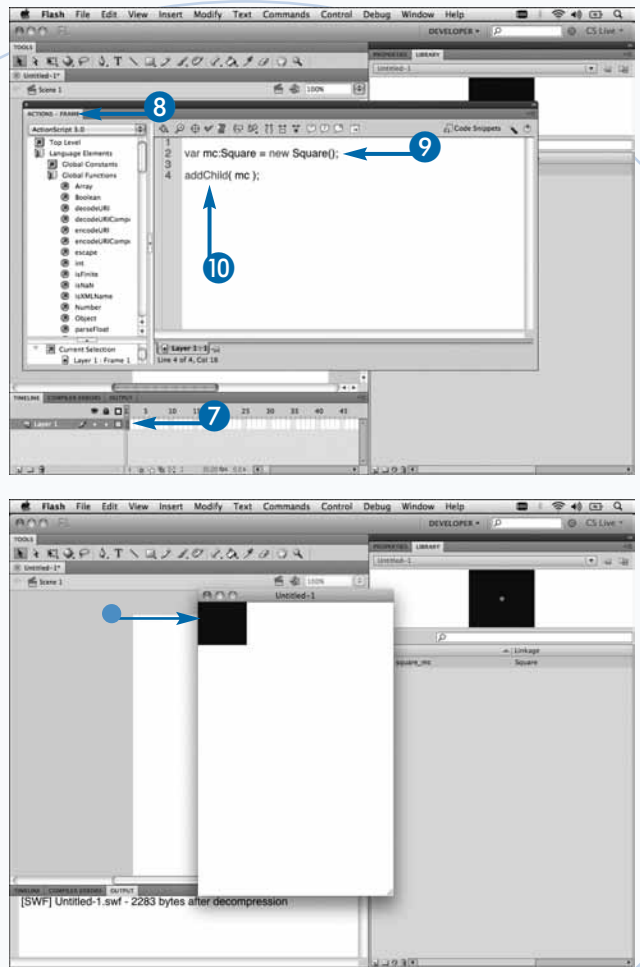 Flash File Edit View Insert Modify Text Commands Control Debug Window Help
DEVELOPER
CS Live
TOOLS
PROPERTIES LIBRARY
Untitled-1*
Untitled-1
Scene 1
100%
8
ACTIONS - FRAME
ActionScript 3.0
Code Snippets
Top Level
Language Elements
Global Constants
Global Functions
Array
Boolean
decodeURI
decodeURICompo
encodeURI
encodeURICompo
escape
int
isFinite
isNaN
isXMLName
Number
Object
parseFloat
1
2 var mc:Square = new Square();
3
4 addChild( mc );
9
10
Current Selection
Layer 1 : Frame 1
Layer 1 : 1
Line 4 of 4, Col 16
TIMELINE COMPILER ERRORS OUTPUT
5 10 25 30 35 40 45
Layer 1
7
Flash File Edit View Insert Modify Text Commands Control Debug Window Help
DEVELOPER
CS Live
TOOLS
PROPERTIES LIBRARY
Untitled-1*
Untitled-1
Scene 1
100%
Untitled-1
Linkage
square_mc Square
TIMELINE COMPILER ERRORS OUTPUT
[SWF] Untitled-1.swf - 2283 bytes after decompression